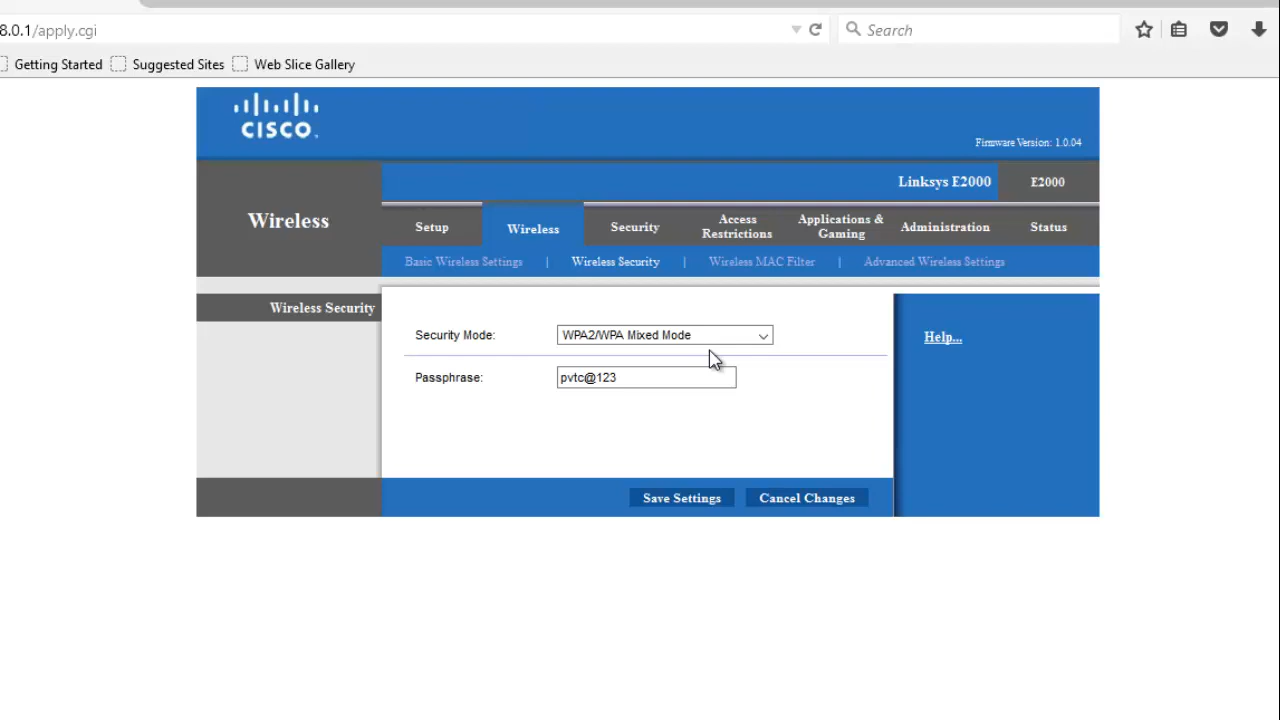 8.0.1/apply.cgi
Search
Getting Started
Suggested Sites
Web Slice Gallery
CISCO.
Firmware Version: 1.0.04
Linksys E2000
E2000
Wireless
Setup
Wireless
Security
Access
Restrictions
Applications &
Gaming
Administration
Status
Basic Wireless Settings | Wireless Security | Wireless MAC Filter | Advanced Wireless Settings
Wireless Security
Security Mode:
WPA2/WPA Mixed Mode
Help...
Passphrase:
pvtc@123
Save Settings
Cancel Changes